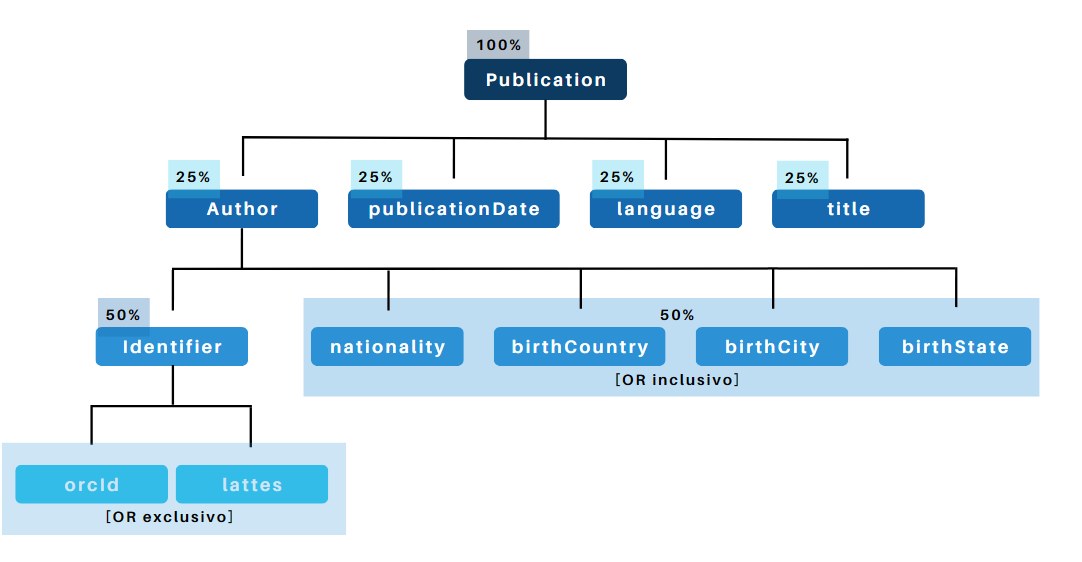 100%
Publication
25%
25%
25%
25%
Author
publicationDate
language
title
50%
50%
Identifier
nationality
birthCountry
birthCity
birthState
[OR inclusivo]
orcId
lattes
[OR exclusivo]